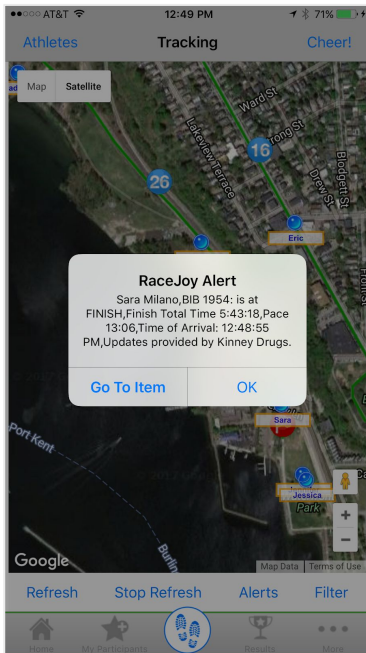 AT&T 12:49 PM 71%
Athletes Tracking Cheer!
Map Satellite
Ward St
Lakeview Terrace
16
Drew St
Blodgett St
26
Eric
RaceJoy Alert
Sara Milano,BIB 1954: is at
FINISH,Finish Total Time 5:43:18,Pace
13:06,Time of Arrival: 12:48:55
PM,Updates provided by Kinney Drugs.
Go To Item OK
Sara
Port Kent
Jessica
Park
+
−
Google
Map Data Terms of Use
Refresh Stop Refresh Alerts Filter
Home My Participants Results More